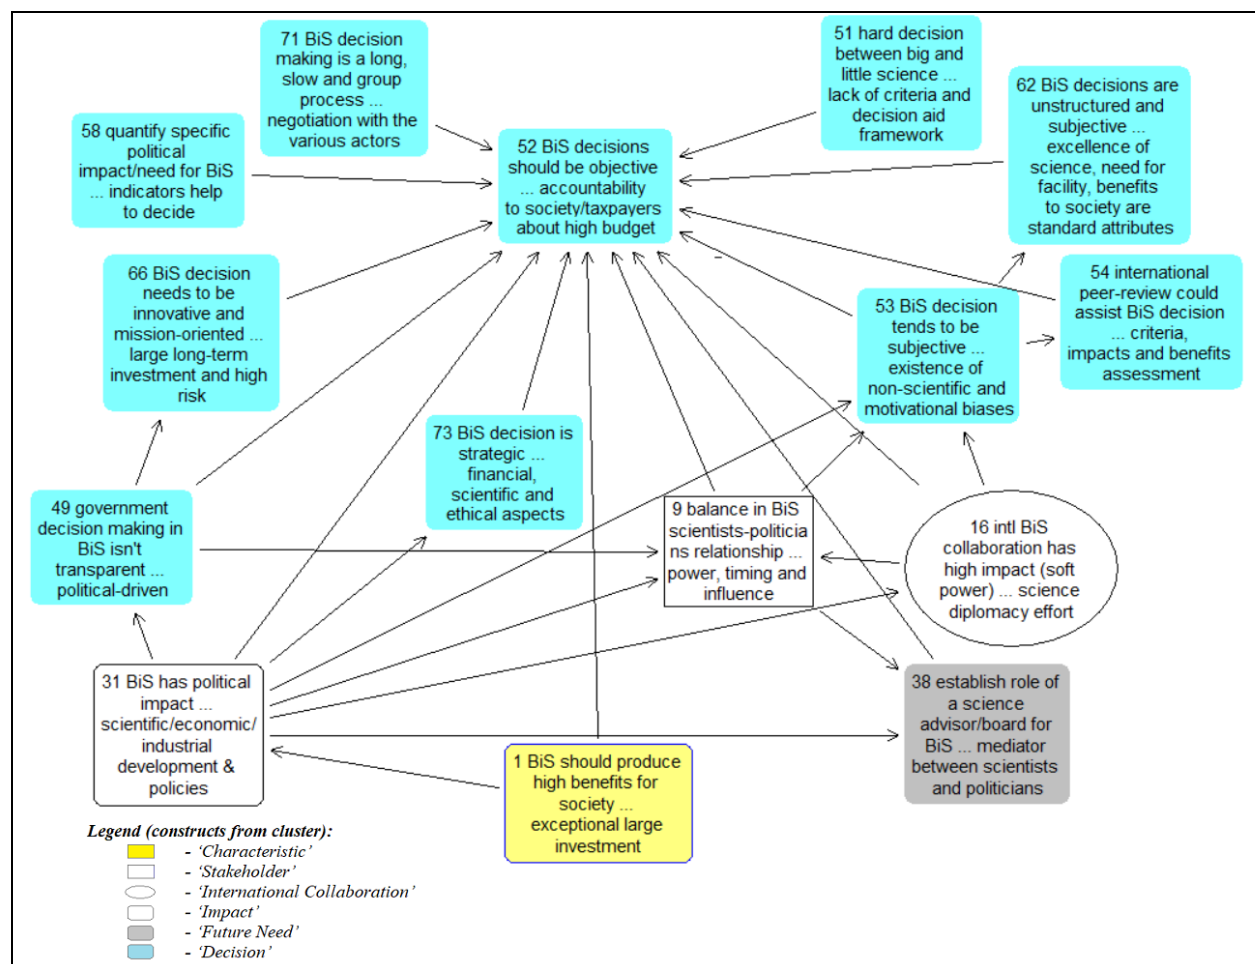 71 BiS decision
making is a long,
slow and group
process ...
negotiation with the
various actors
51 hard decision
between big and
little science ...
lack of criteria and
decision aid
framework
62 BiS decisions are
unstructured and
subjective ...
excellence of
science, need for
facility, benefits
to society are
standard attributes
58 quantify specific
political
impact/need for BiS
... indicators help
to decide
52 BiS decisions
should be objective
... accountability
to society/taxpayers
about high budget
66 BiS decision
needs to be
innovative and
mission-oriented ...
large long-term
investment and high
risk
53 BiS decision
tends to be
subjective ...
existence of
non-scientific and
motivational biases
54 international
peer-review could
assist BiS decision
... criteria,
impacts and benefits
assessment
73 BiS decision is
strategic ...
financial,
scientific and
ethical aspects
49 government
decision making in
BiS isn't
transparent ...
political-driven
9 balance in BiS
scientists-politicia
ns relationship ...
power, timing and
influence
16 intl BiS
collaboration has
high impact (soft
power) ... science
diplomacy effort
31 BiS has political
impact ...
scientific/economic/
industrial
development &
policies
38 establish role of
a science
advisor/board for
BiS ... mediator
between scientists
and politicians
1 BiS should produce
high benefits for
society ...
exceptional large
investment
Legend (constructs from cluster):
- ‘Characteristic’
- ‘Stakeholder’
- ‘International Collaboration’
- ‘Impact’
- ‘Future Need’
- ‘Decision’